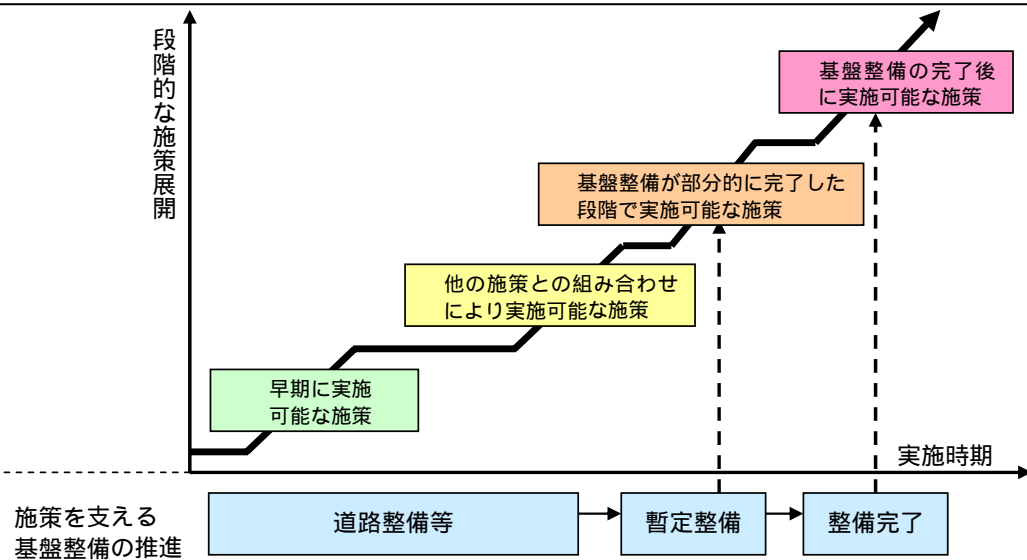 段階的な施策展開
基盤整備の完了後
に実施可能な施策
基盤整備が部分的に完了した
段階で実施可能な施策
他の施策との組み合わせ
により実施可能な施策
早期に実施
可能な施策
実施時期
施策を支える
基盤整備の推進
道路整備等
暫定整備
整備完了